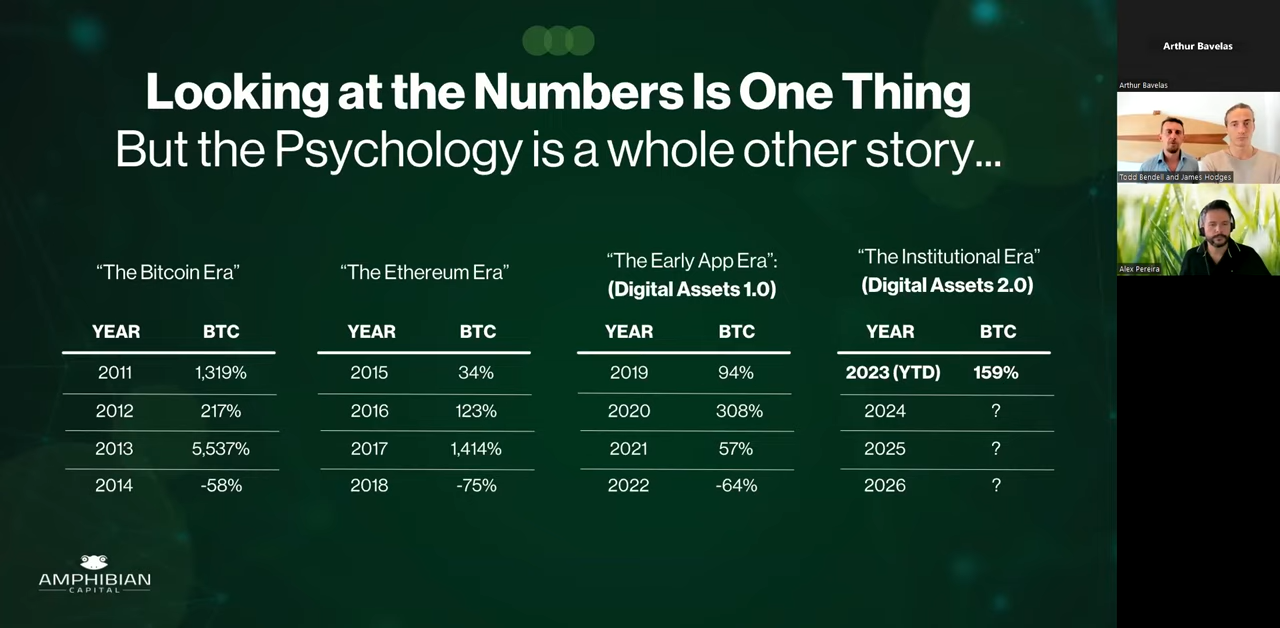 Looking at the Numbers Is One Thing
But the Psychology is a whole other story...
“The Bitcoin Era”
YEAR BTC
2011 1,319%
2012 217%
2013 5,537%
2014 -58%
“The Ethereum Era”
YEAR BTC
2015 34%
2016 123%
2017 1,414%
2018 -75%
“The Early App Era”:
(Digital Assets 1.0)
YEAR BTC
2019 94%
2020 308%
2021 57%
2022 -64%
“The Institutional Era”
(Digital Assets 2.0)
YEAR BTC
2023 (YTD) 159%
2024 ?
2025 ?
2026 ?
AMPHIBIAN
CAPITAL
Arthur Bavelas
Arthur Bavelas
Todd Bendell and James Hodges
Alex Pereira